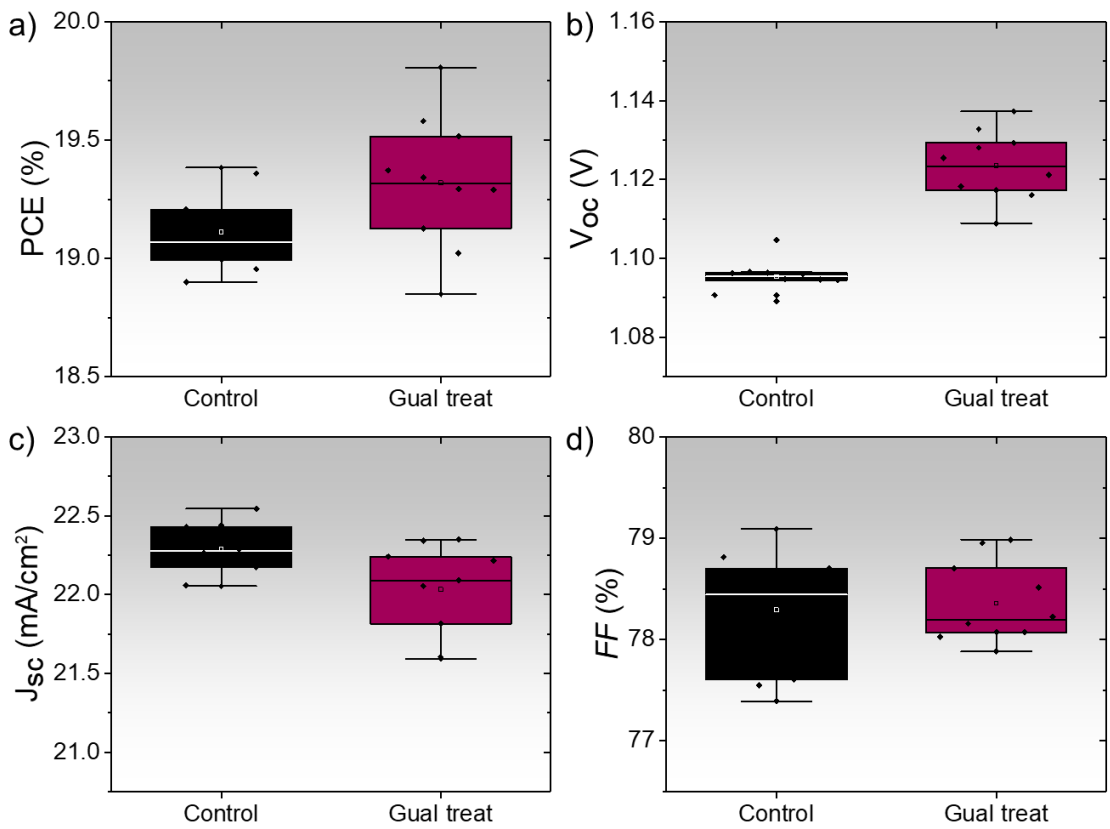 a)
PCE (%)
20.0
19.5
19.0
18.5
Control
Gual treat
b)
Voc (V)
1.16
1.14
1.12
1.10
1.08
Control
Gual treat
c)
Jsc (mA/cm²)
23.0
22.5
22.0
21.5
21.0
Control
Gual treat
d)
FF (%)
80
79
78
77
Control
Gual treat